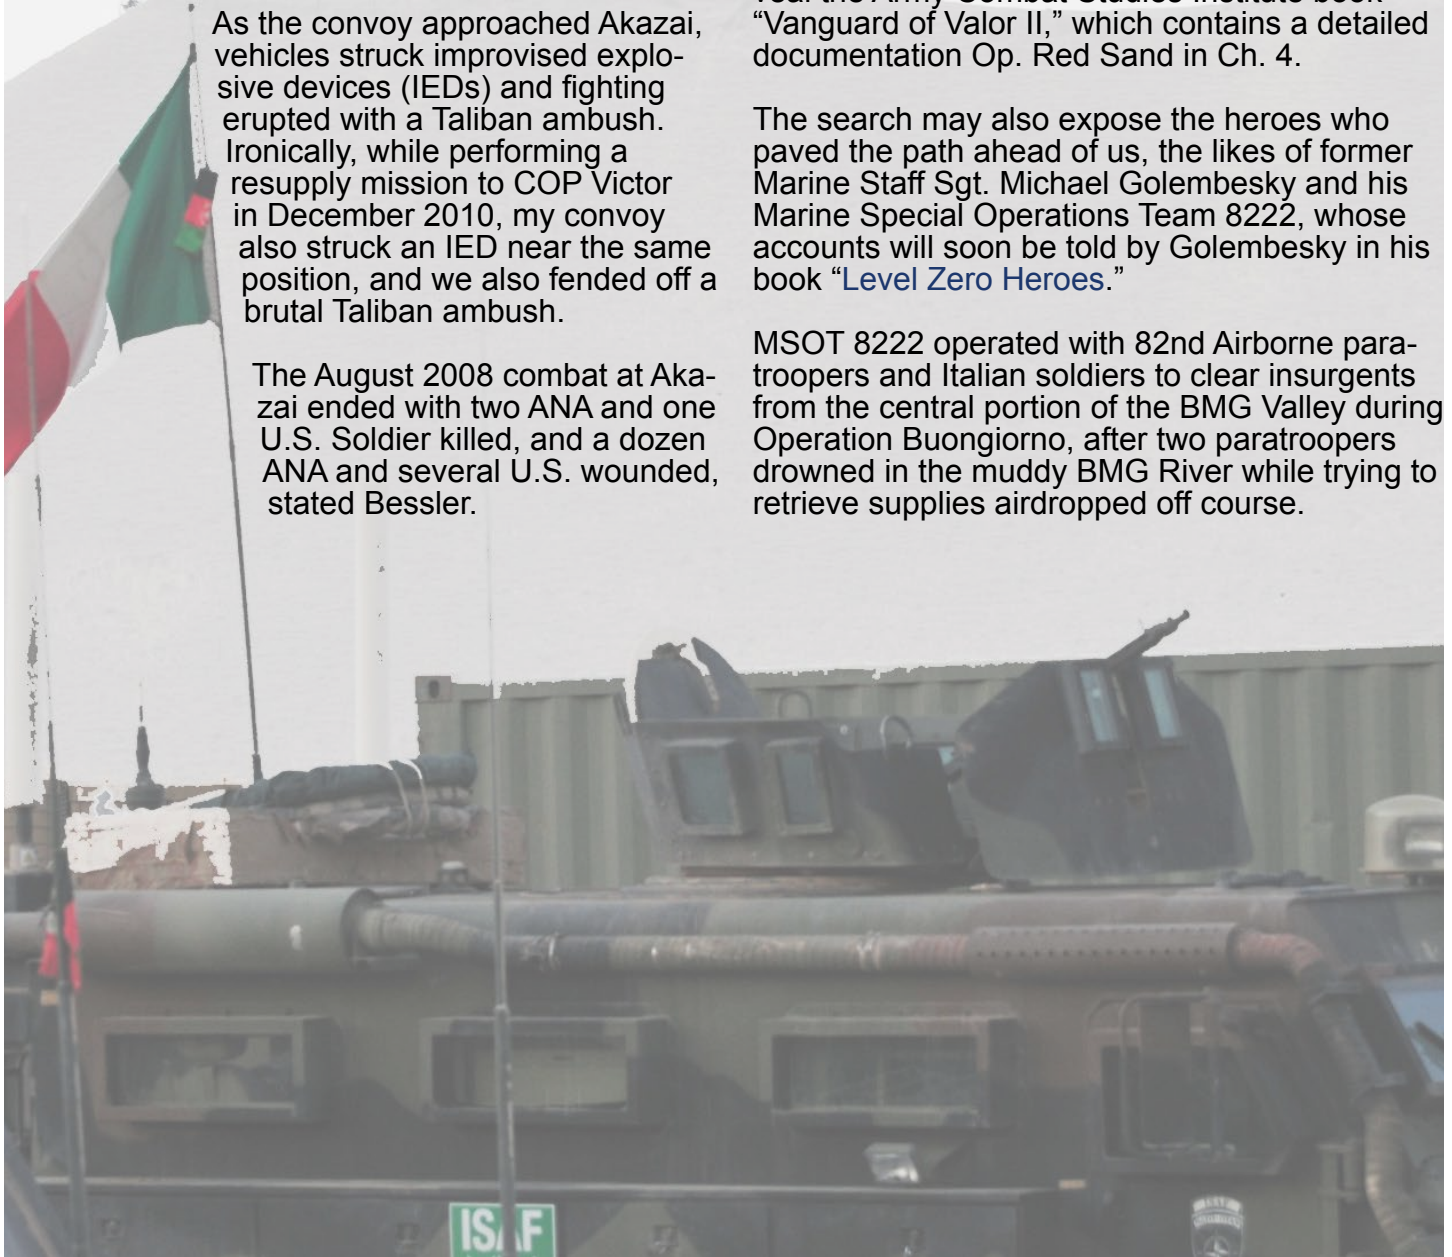 As the convoy approached Akazai,
vehicles struck improvised explo-
sive devices (IEDs) and fighting
erupted with a Taliban ambush.
Ironically, while performing a
resupply mission to COP Victor
in December 2010, my convoy
also struck an IED near the same
position, and we also fended off a
brutal Taliban ambush.
The August 2008 combat at Aka-
zai ended with two ANA and one
U.S. Soldier killed, and a dozen
ANA and several U.S. wounded,
stated Bessler.
veal the Army Combat Studies Institute book
“Vanguard of Valor II,” which contains a detailed
documentation Op. Red Sand in Ch. 4.
The search may also expose the heroes who
paved the path ahead of us, the likes of former
Marine Staff Sgt. Michael Golembesky and his
Marine Special Operations Team 8222, whose
accounts will soon be told by Golembesky in his
book “Level Zero Heroes.”
MSOT 8222 operated with 82nd Airborne para-
troopers and Italian soldiers to clear insurgents
from the central portion of the BMG Valley during
Operation Buongiorno, after two paratroopers
drowned in the muddy BMG River while trying to
retrieve supplies airdropped off course.
ISAF
ISAF